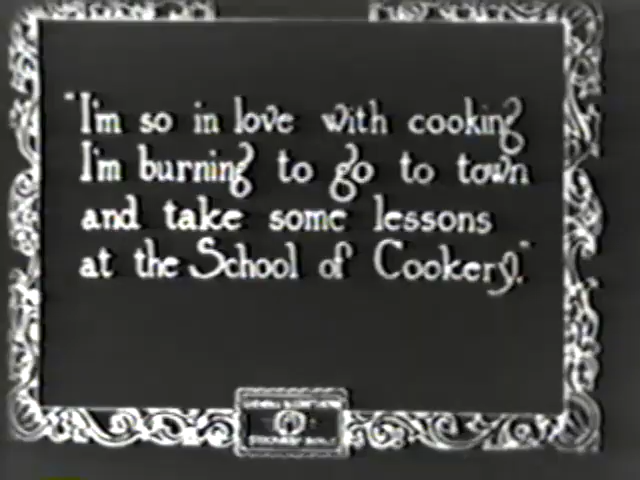 "I'm so in love with cooking
I'm burning to go to town
and take some lessons
at the School of Cookery."